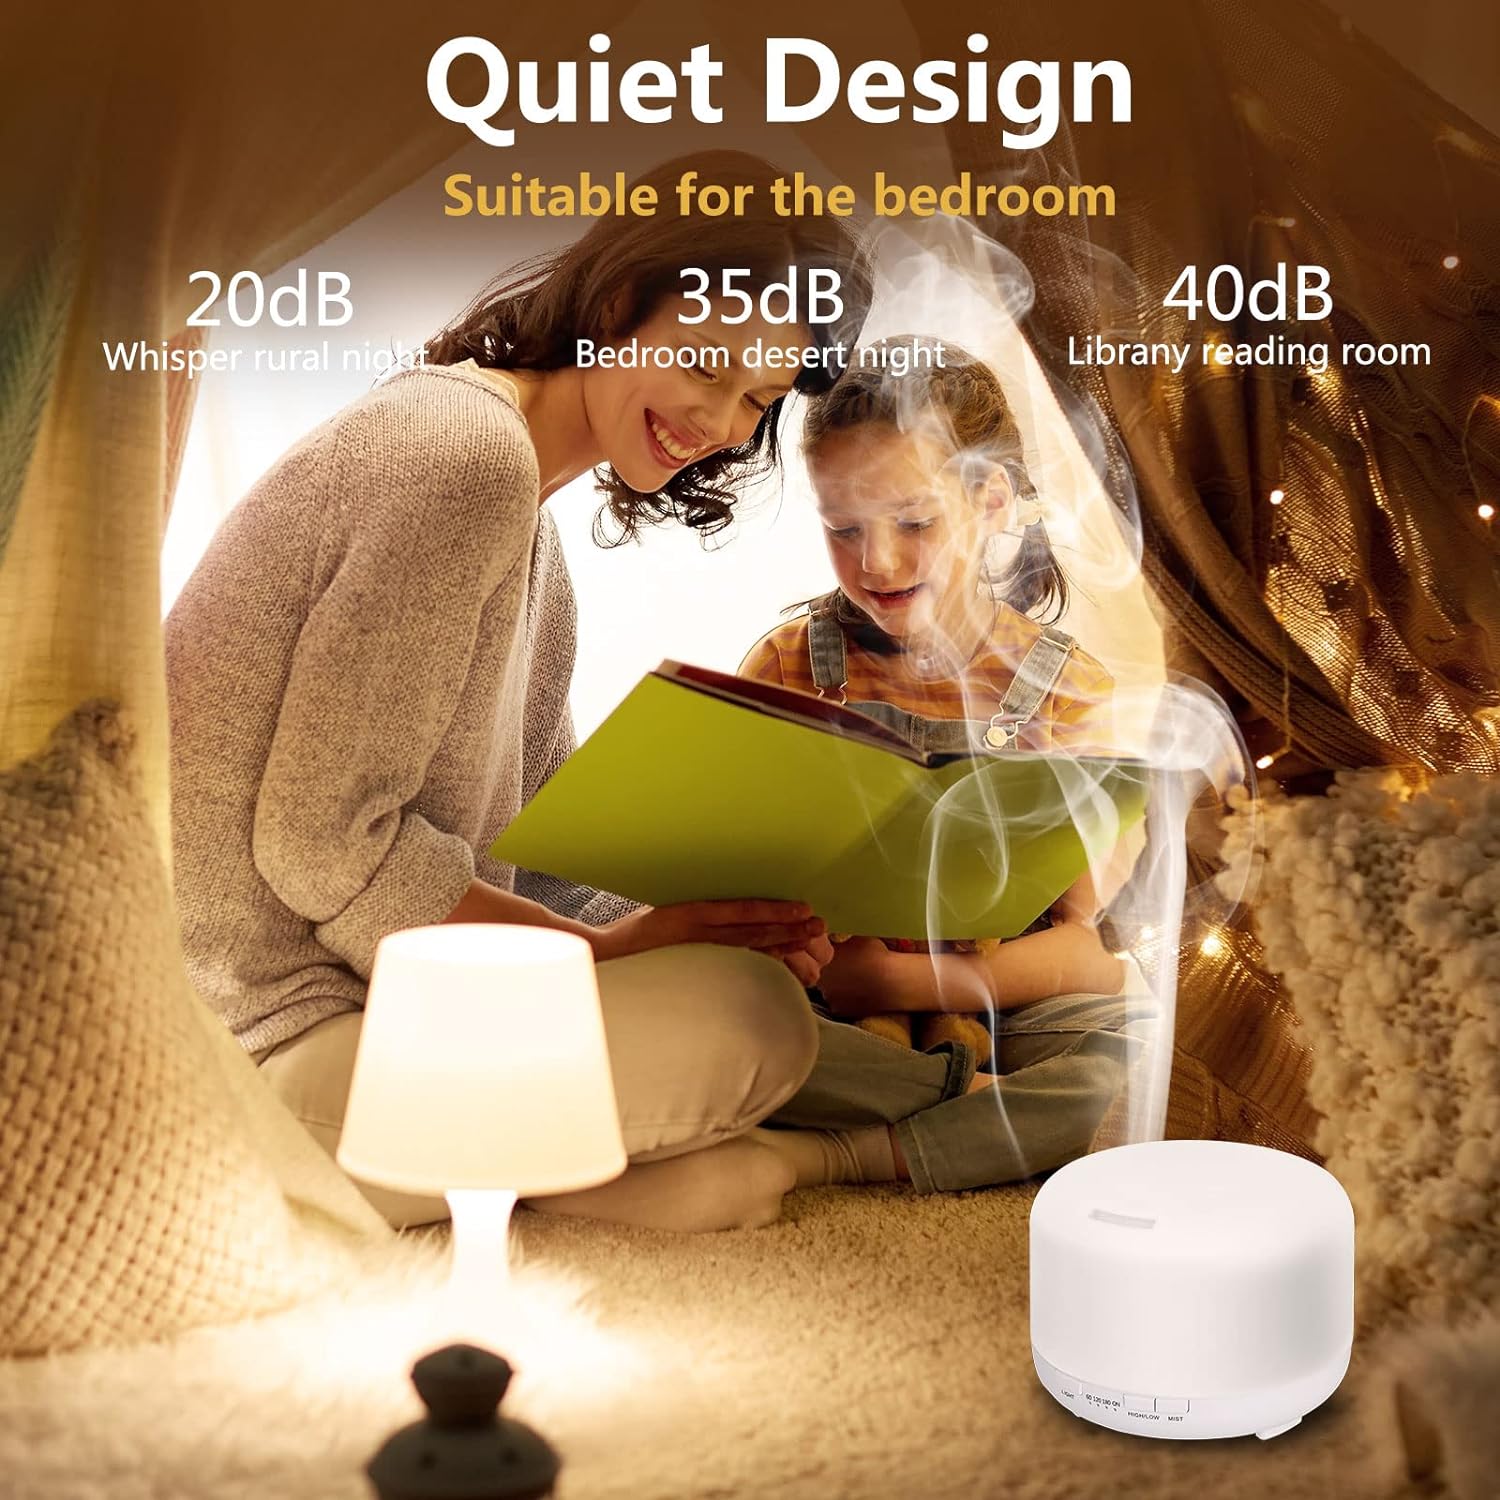 Quiet Design
Suitable for the bedroom
20dB
35dB
40dB
Whisper rural night
Bedroom desert night
Librany reading room
LIGHT
60 120 180 ON
HIGH/LOW
MIST